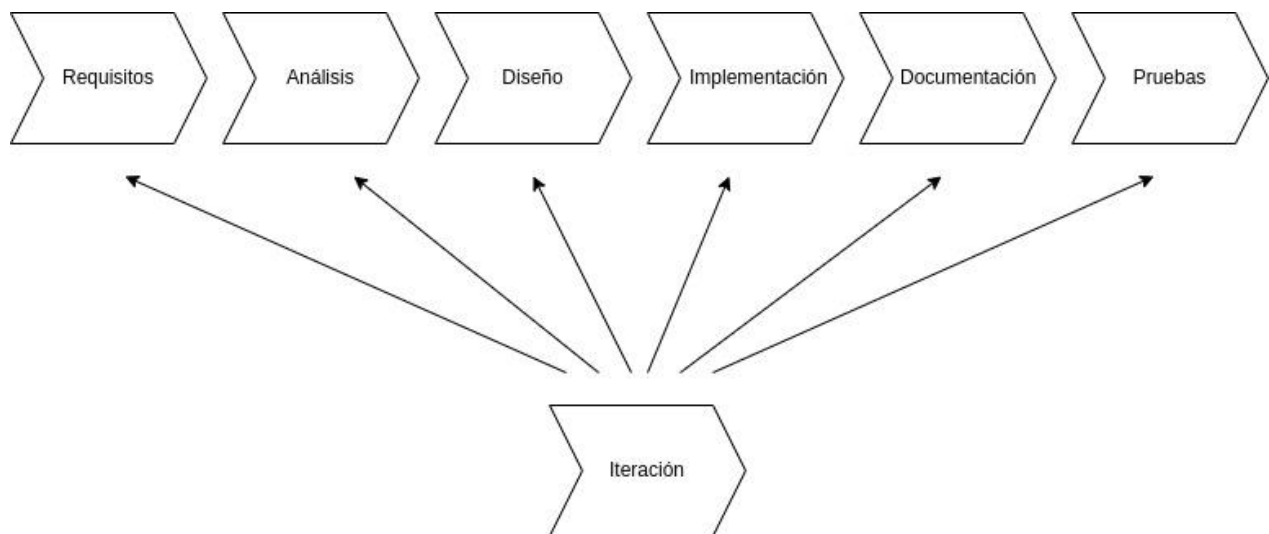 Requisitos
Análisis
Diseño
Implementación
Documentación
Pruebas
Iteración